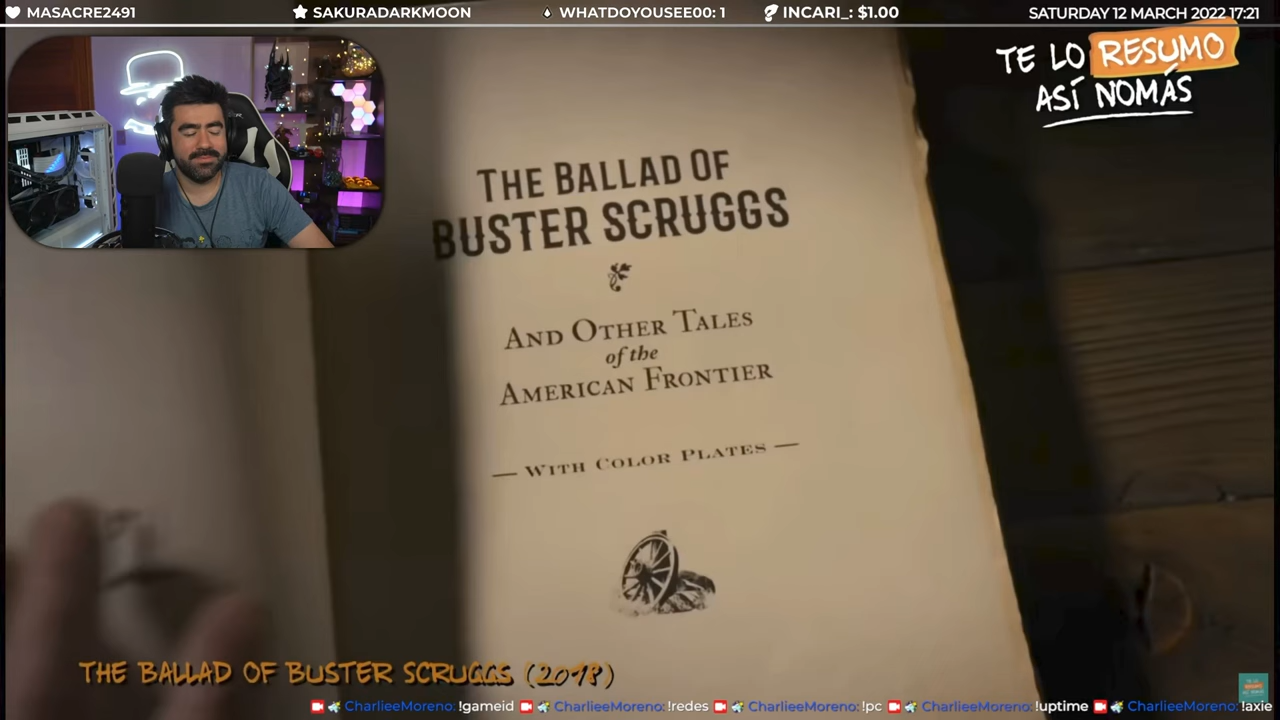 MASACRE2491
SAKURADARKMOON
WHATDOYOUSEE00: 1
INCARI_: $1.00
SATURDAY 12 MARCH 2022 17:21
TE LO RESUMO
ASÍ NOMÁS
THE BALLAD OF
BUSTER SCRUGGS
AND OTHER TALES
of the
AMERICAN FRONTIER
— WITH COLOR PLATES —
THE BALLAD OF BUSTER SCRUGGS (2018)
CharlieeMoreno: !gameid CharlieeMoreno: !redes CharlieeMoreno: !pc CharlieeMoreno: !uptime CharlieeMoreno: !axie